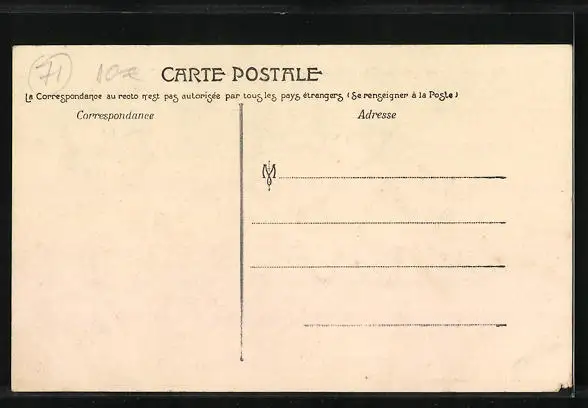 71 10€
CARTE POSTALE
La Correspondance au recto n'est pas autorisée par tous les pays étrangers (Se renseigner à la Poste)
Correspondance Adresse
M